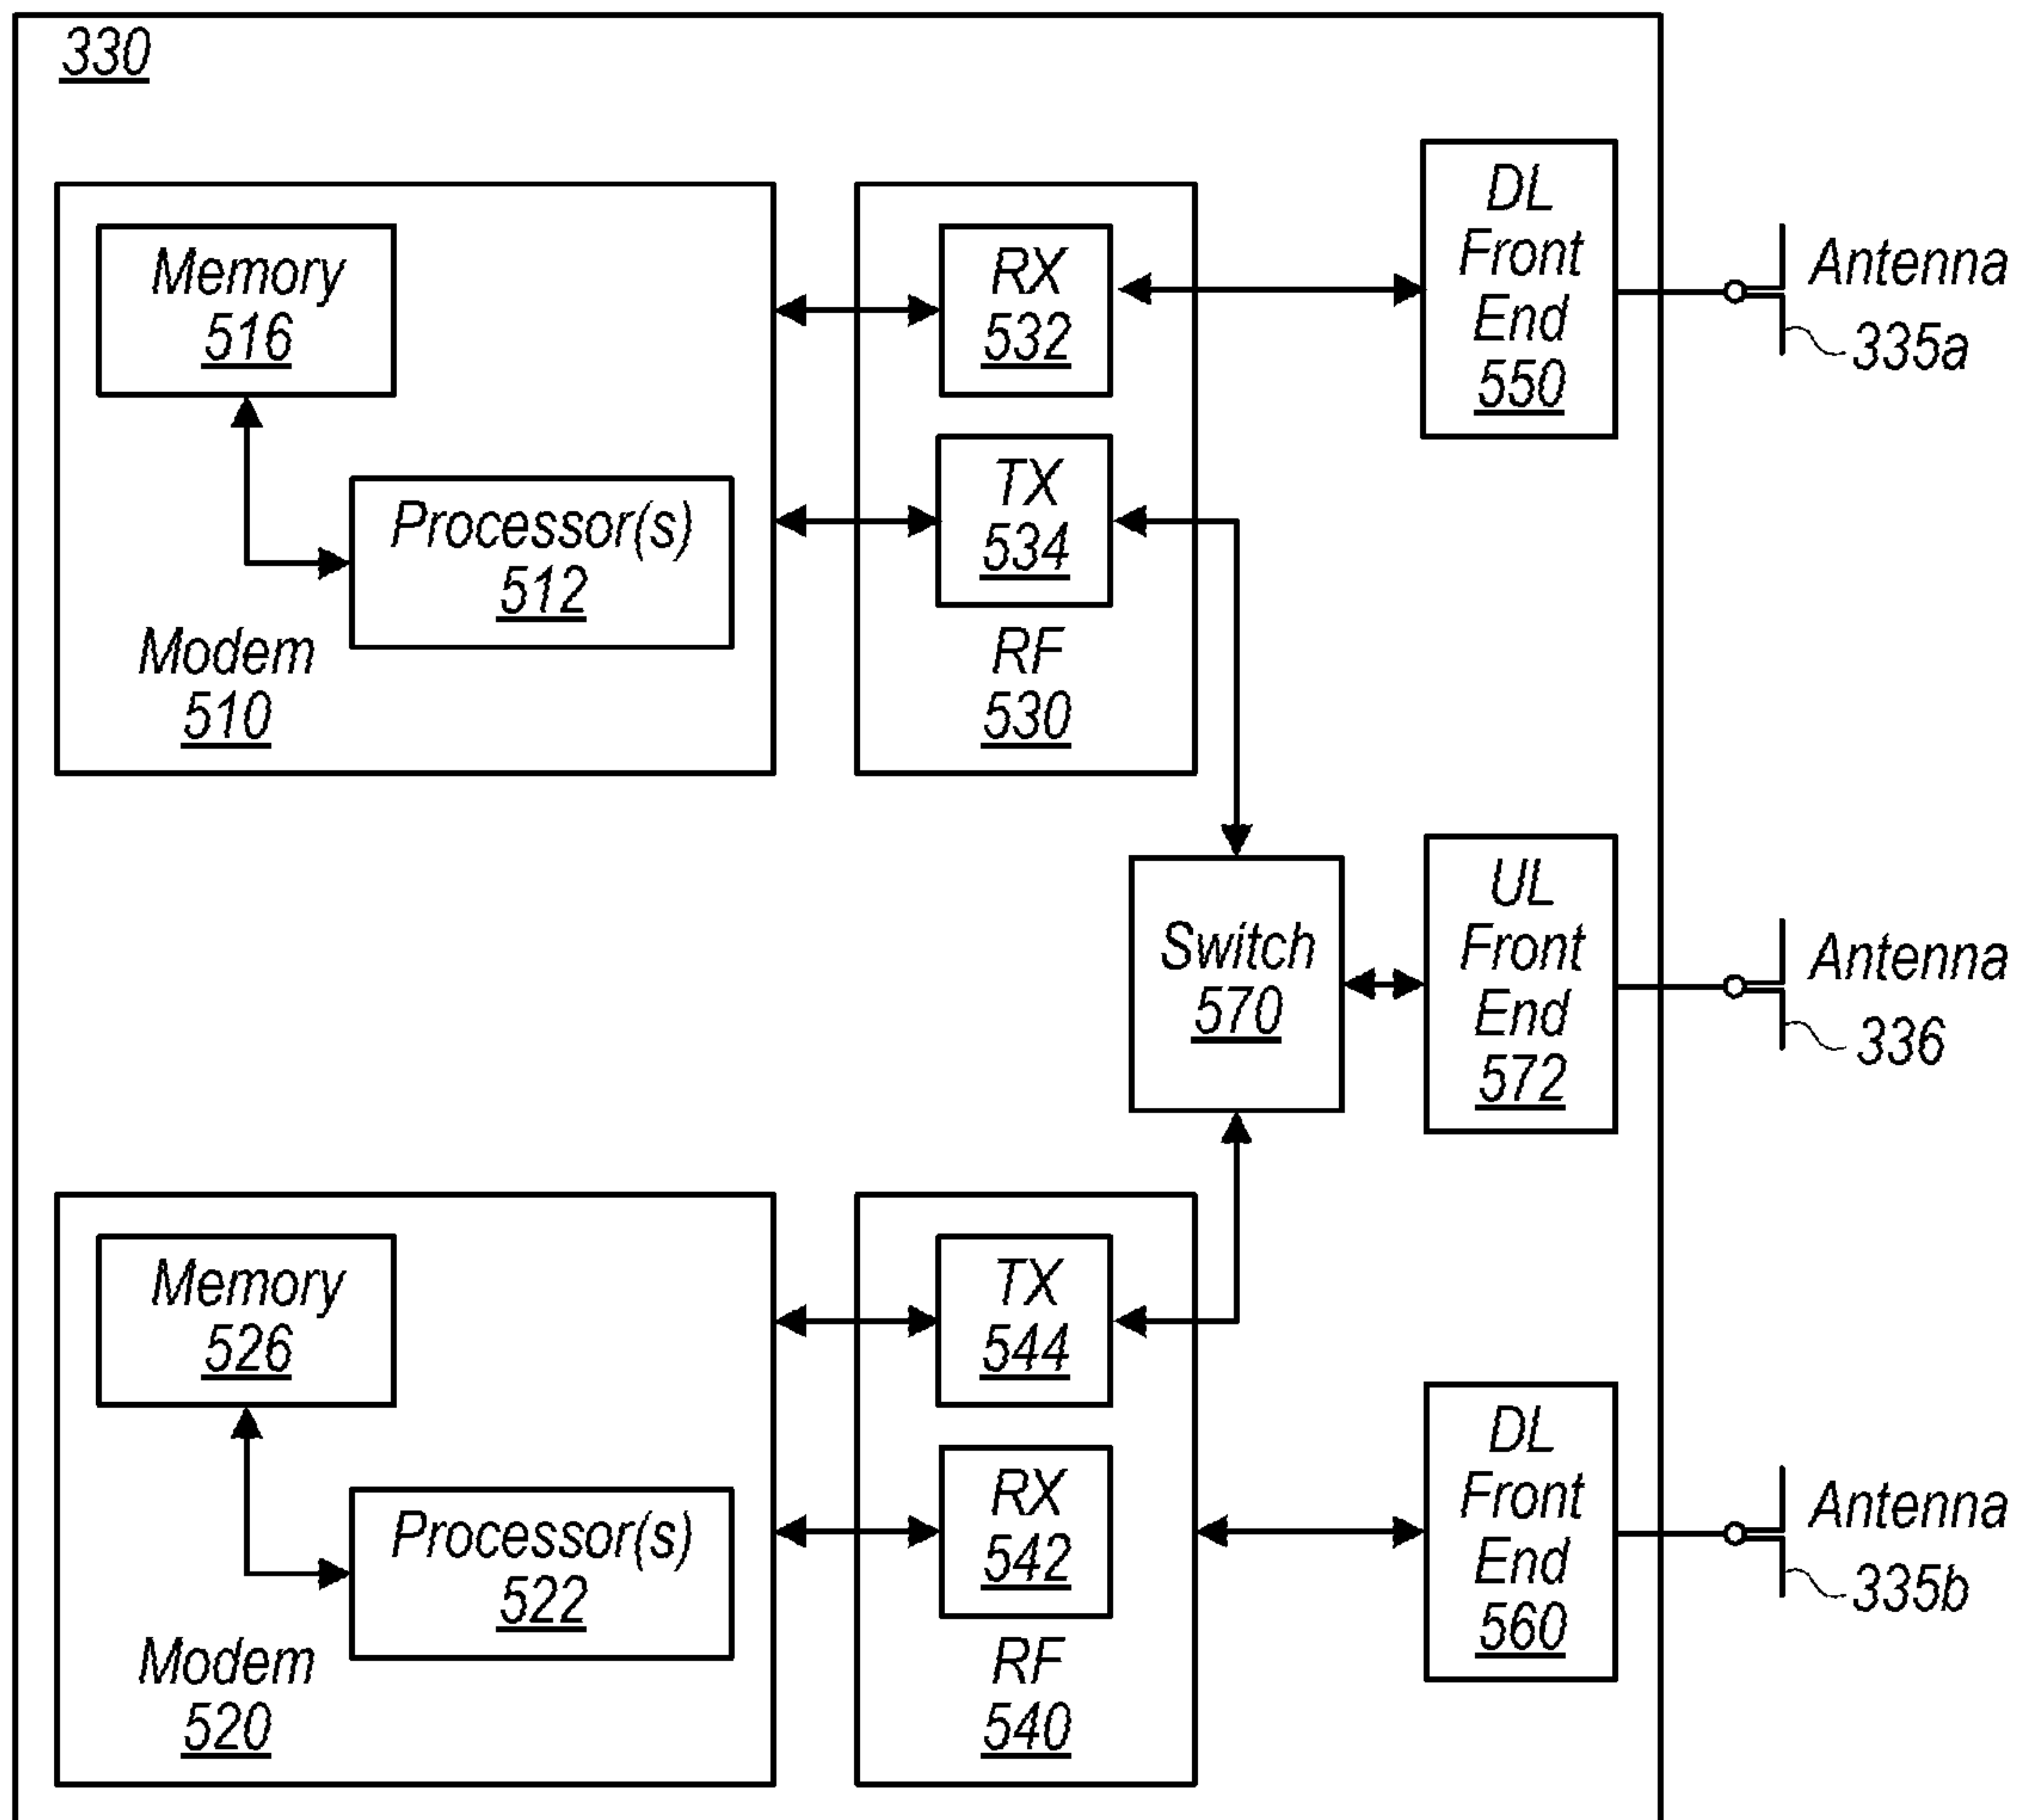 330
Memory
516
Processor(s)
512
Modem
510
RX
532
TX
534
RF
530
DL
Front
End
550
Antenna
335a
Switch
570
UL
Front
End
572
Antenna
336
Memory
526
Processor(s)
522
Modem
520
TX
544
RX
542
RF
540
DL
Front
End
560
Antenna
335b